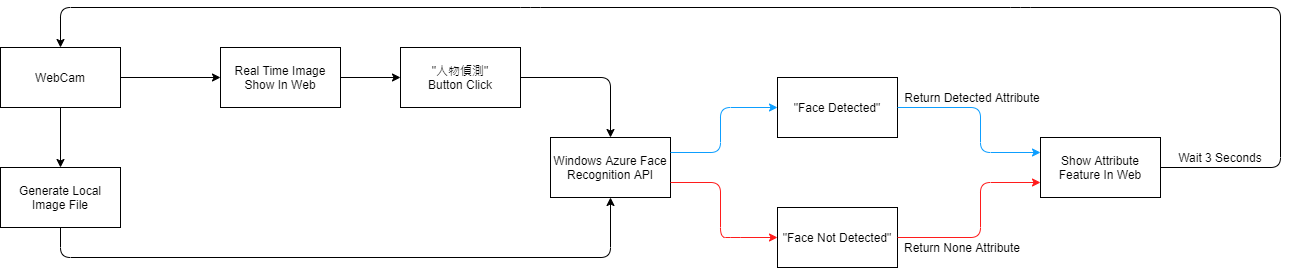 WebCam
Real Time Image
Show In Web
"人物偵測"
Button Click
Generate Local
Image File
Windows Azure Face
Recognition API
"Face Detected"
Return Detected Attribute
"Face Not Detected"
Return None Attribute
Show Attribute
Feature In Web
Wait 3 Seconds